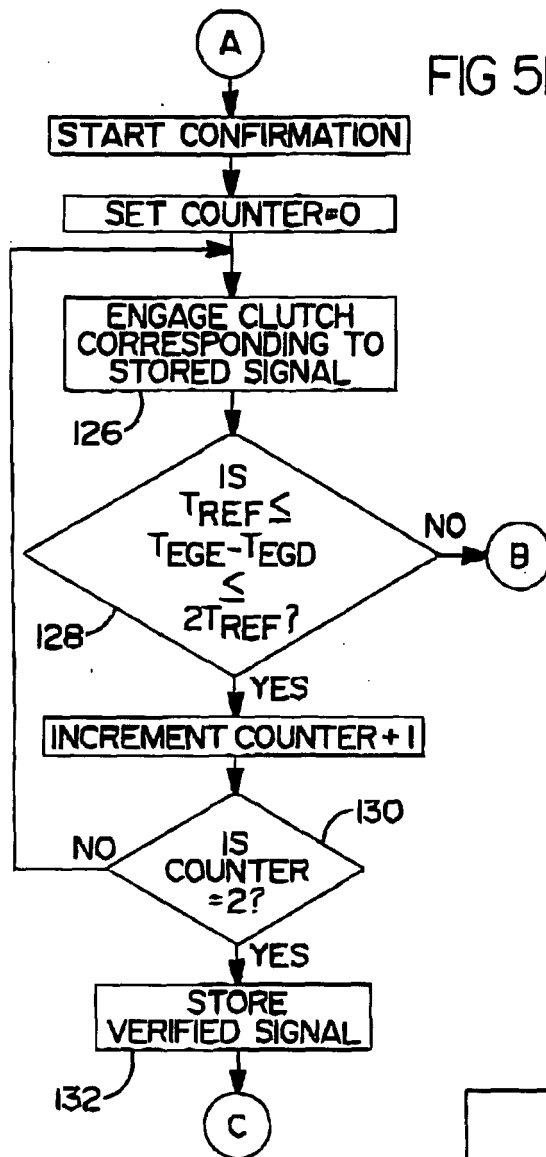 A
FIG 5
START CONFIRMATION
SET COUNTER=0
ENGAGE CLUTCH
CORRESPONDING TO
STORED SIGNAL
126
IS
TREF ≤
TEGE-TEGD
≤
2TREF?
NO
B
128
YES
INCREMENT COUNTER+1
130
NO
IS
COUNTER
=2?
YES
STORE
VERIFIED SIGNAL
132
C